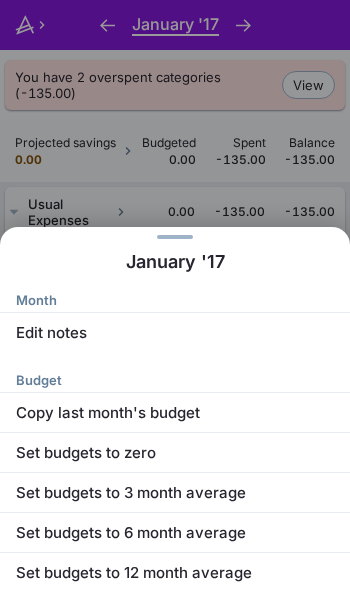 January '17
You have 2 overspent categories
(-135.00)
View
Projected savings
Budgeted
Spent
Balance
0.00
0.00
-135.00
-135.00
Usual
Expenses
0.00
-135.00
-135.00
January '17
Month
Edit notes
Budget
Copy last month's budget
Set budgets to zero
Set budgets to 3 month average
Set budgets to 6 month average
Set budgets to 12 month average